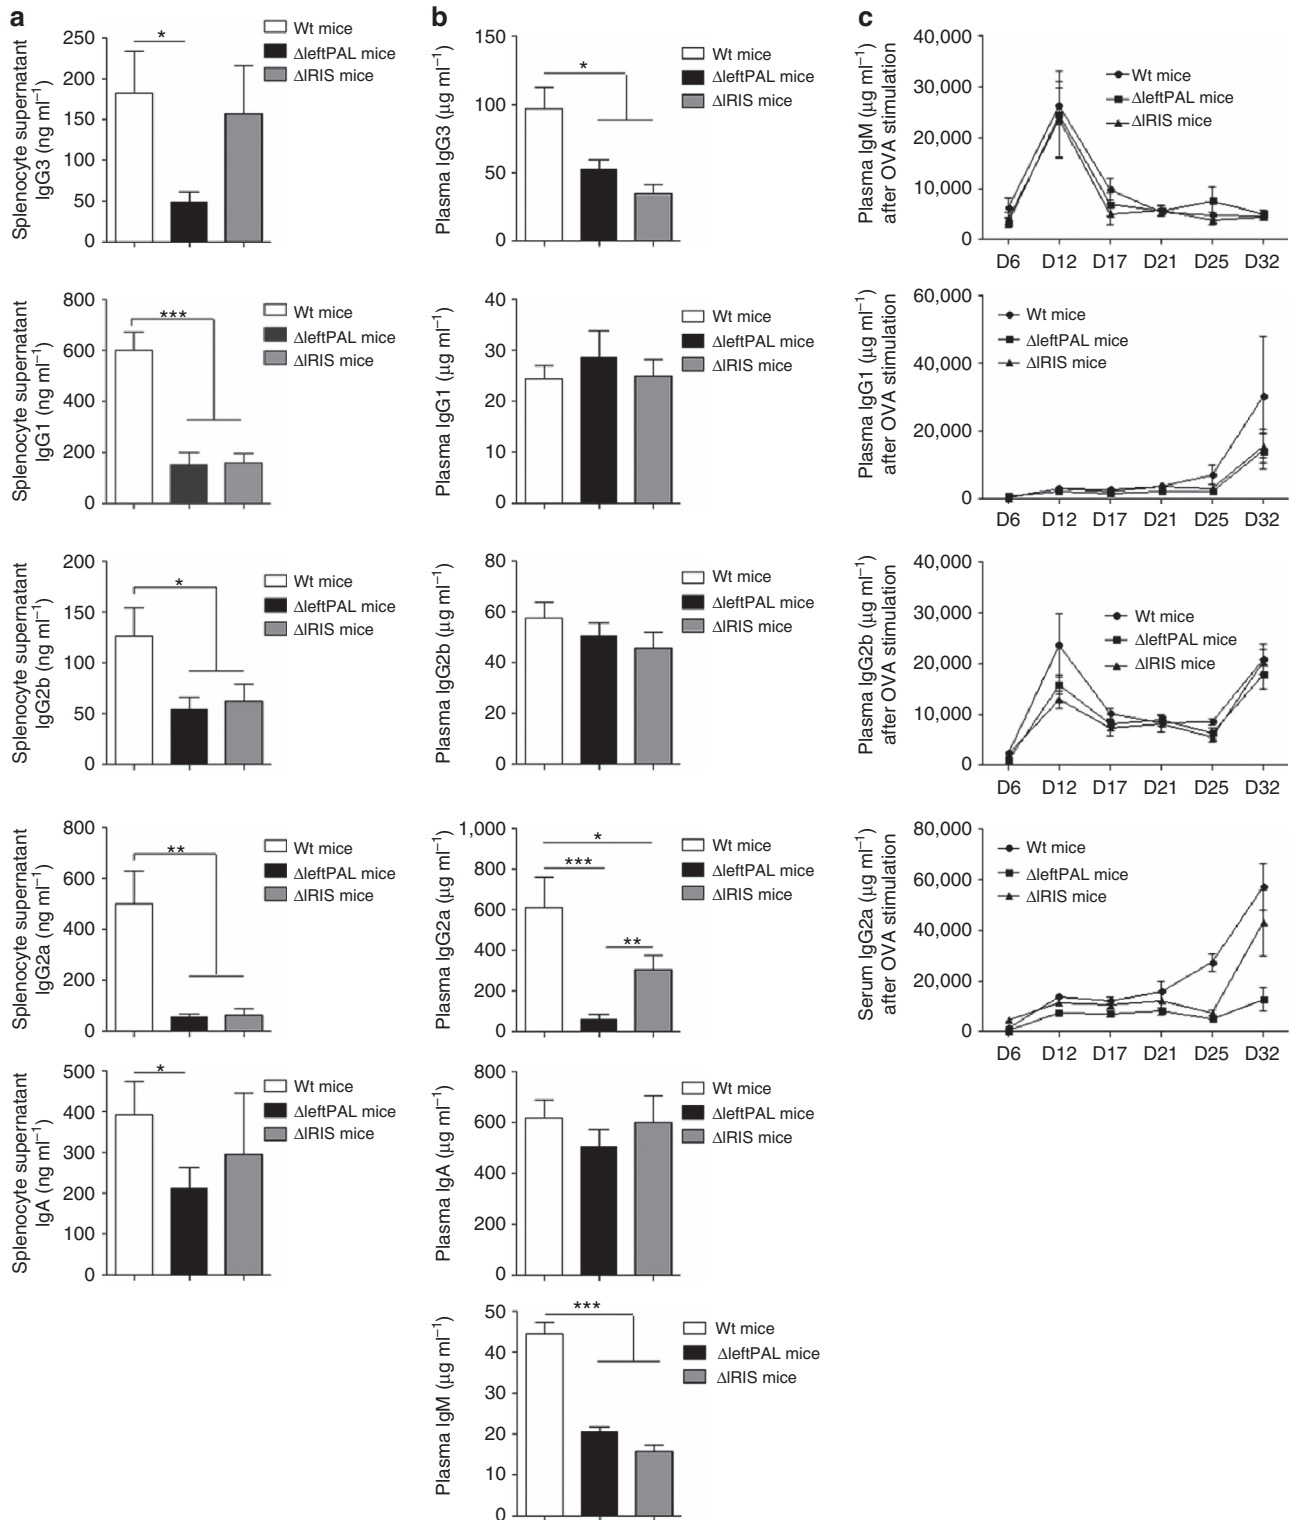 a
Splenocyte supernatant
IgG3 (ng ml⁻¹)
250
200
150
100
50
0
*
Wt mice
ΔleftPAL mice
ΔIRIS mice
Splenocyte supernatant
IgG1 (ng ml⁻¹)
800
600
400
200
0
***
Wt mice
ΔleftPAL mice
ΔIRIS mice
Splenocyte supernatant
IgG2b (ng ml⁻¹)
200
150
100
50
0
*
Wt mice
ΔleftPAL mice
ΔIRIS mice
Splenocyte supernatant
IgG2a (ng ml⁻¹)
800
600
400
200
0
**
Wt mice
ΔleftPAL mice
ΔIRIS mice
Splenocyte supernatant
IgA (ng ml⁻¹)
500
400
300
200
100
0
*
Wt mice
ΔleftPAL mice
ΔIRIS mice
b
Plasma IgG3 (µg ml⁻¹)
150
100
50
0
*
Wt mice
ΔleftPAL mice
ΔIRIS mice
Plasma IgG1 (µg ml⁻¹)
40
30
20
10
0
Wt mice
ΔleftPAL mice
ΔIRIS mice
Plasma IgG2b (µg ml⁻¹)
80
60
40
20
0
Wt mice
ΔleftPAL mice
ΔIRIS mice
Plasma IgG2a (µg ml⁻¹)
1,000
800
600
400
200
0
*
***
**
Wt mice
ΔleftPAL mice
ΔIRIS mice
Plasma IgA (µg ml⁻¹)
800
600
400
200
0
Wt mice
ΔleftPAL mice
ΔIRIS mice
Plasma IgM (µg ml⁻¹)
50
40
30
20
10
0
***
Wt mice
ΔleftPAL mice
ΔIRIS mice
c
Plasma IgM (µg ml⁻¹)
after OVA stimulation
40,000
30,000
20,000
10,000
0
Wt mice
ΔleftPAL mice
ΔIRIS mice
D6 D12 D17 D21 D25 D32
Plasma IgG1 (µg ml⁻¹)
after OVA stimulation
60,000
40,000
20,000
0
Wt mice
ΔleftPAL mice
ΔIRIS mice
D6 D12 D17 D21 D25 D32
Plasma IgG2b (µg ml⁻¹)
after OVA stimulation
40,000
30,000
20,000
10,000
0
Wt mice
ΔleftPAL mice
ΔIRIS mice
D6 D12 D17 D21 D25 D32
Serum IgG2a (µg ml⁻¹)
after OVA stimulation
80,000
60,000
40,000
20,000
0
Wt mice
ΔleftPAL mice
ΔIRIS mice
D6 D12 D17 D21 D25 D32